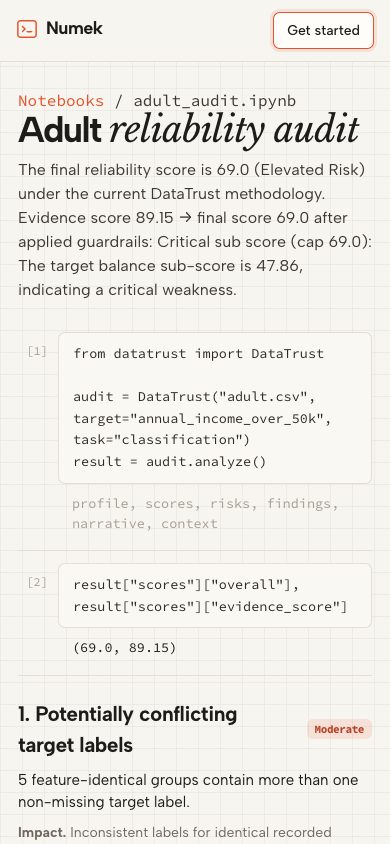 Numek
Get started
Notebooks / adult_audit.ipynb
Adult reliability audit
The final reliability score is 69.0 (Elevated Risk)
under the current DataTrust methodology.
Evidence score 89.15 → final score 69.0 after
applied guardrails: Critical sub score (cap 69.0):
The target balance sub-score is 47.86,
indicating a critical weakness.
[1]
from datatrust import DataTrust
audit = DataTrust("adult.csv",
target="annual_income_over_50k",
task="classification")
result = audit.analyze()
profile, scores, risks, findings,
narrative, context
[2]
result["scores"]["overall"],
result["scores"]["evidence_score"]
(69.0, 89.15)
1. Potentially conflicting
target labels
Moderate
5 feature-identical groups contain more than one
non-missing target label.
Impact. Inconsistent labels for identical recorded